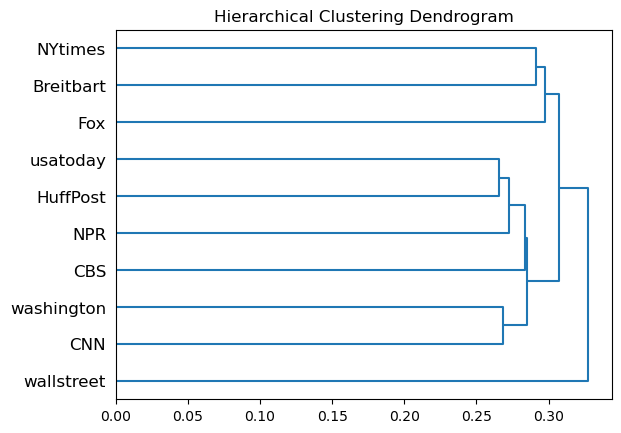 Hierarchical Clustering Dendrogram
NYtimes
Breitbart
Fox
usatoday
HuffPost
NPR
CBS
washington
CNN
wallstreet
0.00 0.05 0.10 0.15 0.20 0.25 0.30